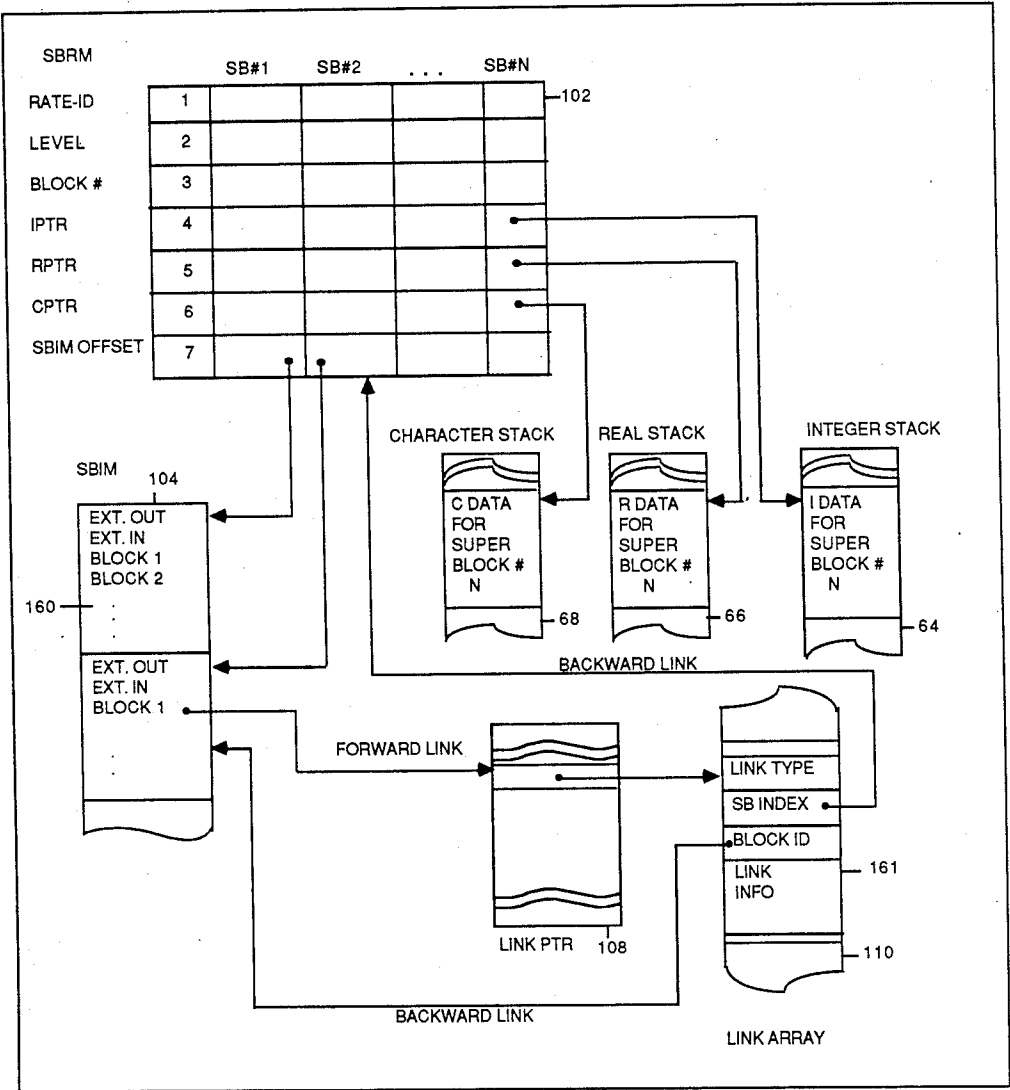 SBRM
SB#1 SB#2 . . . SB#N
RATE-ID 1 102
LEVEL 2
BLOCK # 3
IPTR 4
RPTR 5
CPTR 6
SBIM OFFSET 7
CHARACTER STACK REAL STACK INTEGER STACK
C DATA
FOR
SUPER
BLOCK #
N
68
R DATA
FOR
SUPER
BLOCK #
N
66
I DATA
FOR
SUPER
BLOCK #
N
64
SBIM
104
EXT. OUT
EXT. IN
BLOCK 1
BLOCK 2
160
EXT. OUT
EXT. IN
BLOCK 1
BACKWARD LINK
FORWARD LINK
LINK TYPE
SB INDEX
BLOCK ID
LINK
INFO
161
110
LINK PTR 108
BACKWARD LINK
LINK ARRAY